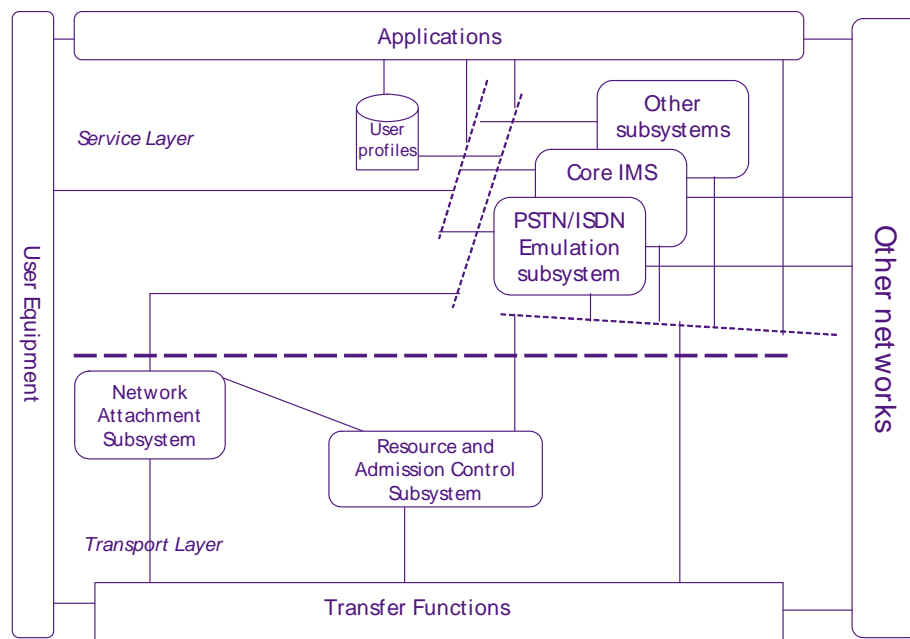 Applications
Other
subsystems
User
profiles
Service Layer
Core IMS
PSTN/ISDN
Emulation
subsystem
User Equipment
Other networks
Network
Attachment
Subsystem
Resource and
Admission Control
Subsystem
Transport Layer
Transfer Functions